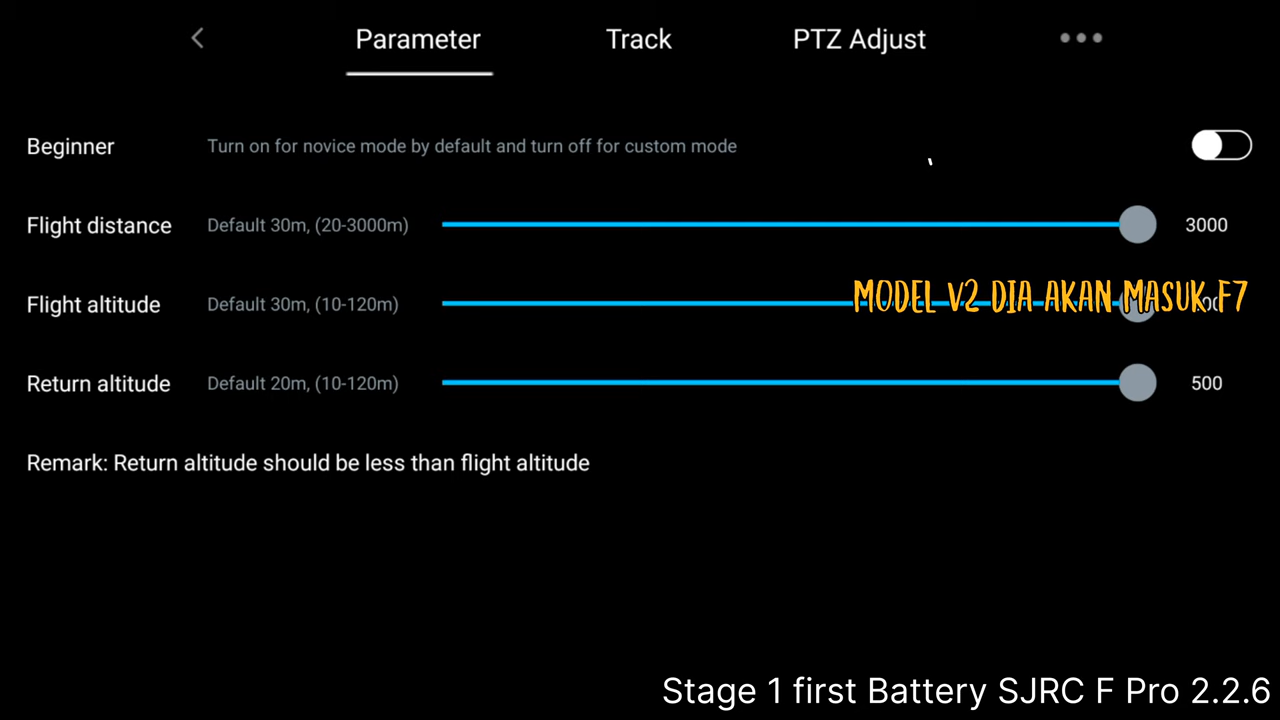 Parameter Track PTZ Adjust
Beginner Turn on for novice mode by default and turn off for custom mode
Flight distance Default 30m, (20-3000m) 3000
Flight altitude Default 30m, (10-120m)
MODEL V2 DIA AKAN MASUK F7
Return altitude Default 20m, (10-120m) 500
Remark: Return altitude should be less than flight altitude
Stage 1 first Battery SJRC F Pro 2.2.6